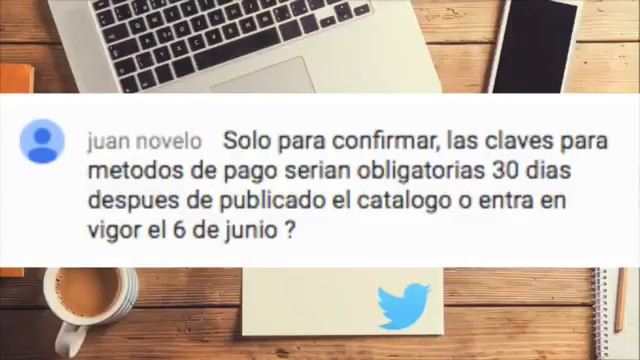 juan novelo Solo para confirmar, las claves para
metodos de pago serian obligatorias 30 dias
despues de publicado el catalogo o entra en
vigor el 6 de junio ?